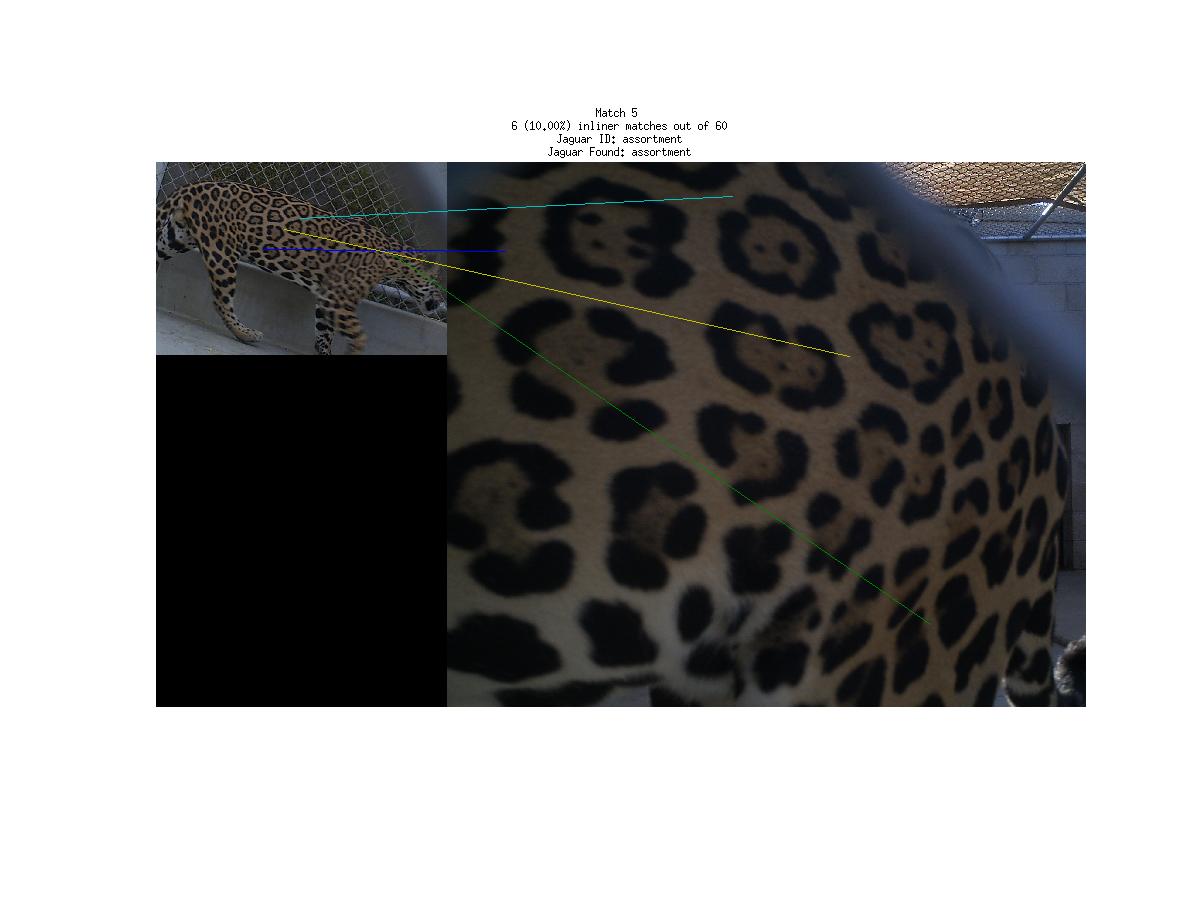 Match 5
6 (10.00%) inliner matches out of 60
Jaguar ID: assortment
Jaguar Found: assortment